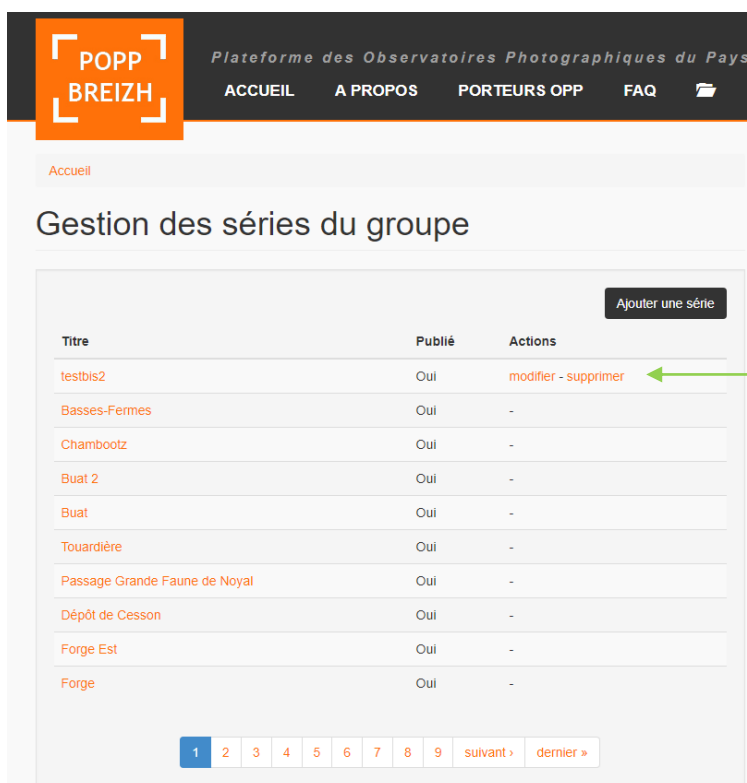 POPP
BREIZH
Plateforme des Observatoires Photographiques du Pays
ACCUEIL A PROPOS PORTEURS OPP FAQ
Accueil
Gestion des séries du groupe
Ajouter une série
Titre Publié Actions
testbis2 Oui modifier - supprimer
Basses-Fermes Oui -
Chambootz Oui -
Buat 2 Oui -
Buat Oui -
Touardière Oui -
Passage Grande Faune de Noyal Oui -
Dépôt de Cesson Oui -
Forge Est Oui -
Forge Oui -
1 2 3 4 5 6 7 8 9 suivant › dernier »